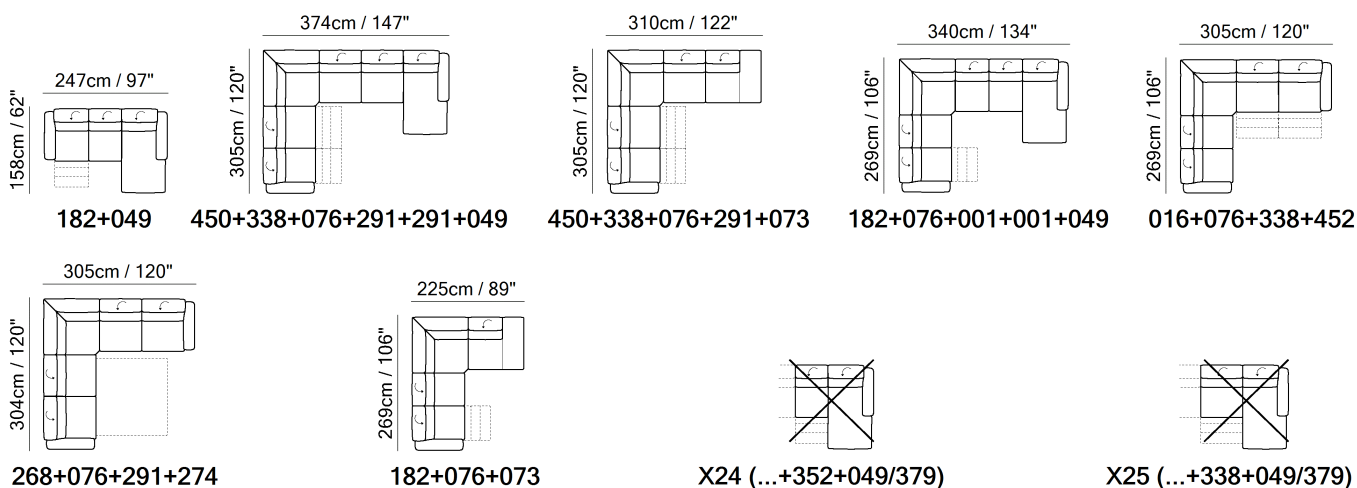 247cm / 97"
158cm / 62"
182+049
374cm / 147"
305cm / 120"
450+338+076+291+291+049
310cm / 122"
305cm / 120"
450+338+076+291+073
340cm / 134"
269cm / 106"
182+076+001+001+049
305cm / 120"
269cm / 106"
016+076+338+452
305cm / 120"
304cm / 120"
268+076+291+274
225cm / 89"
269cm / 106"
182+076+073
X24 (...+352+049/379)
X25 (...+338+049/379)